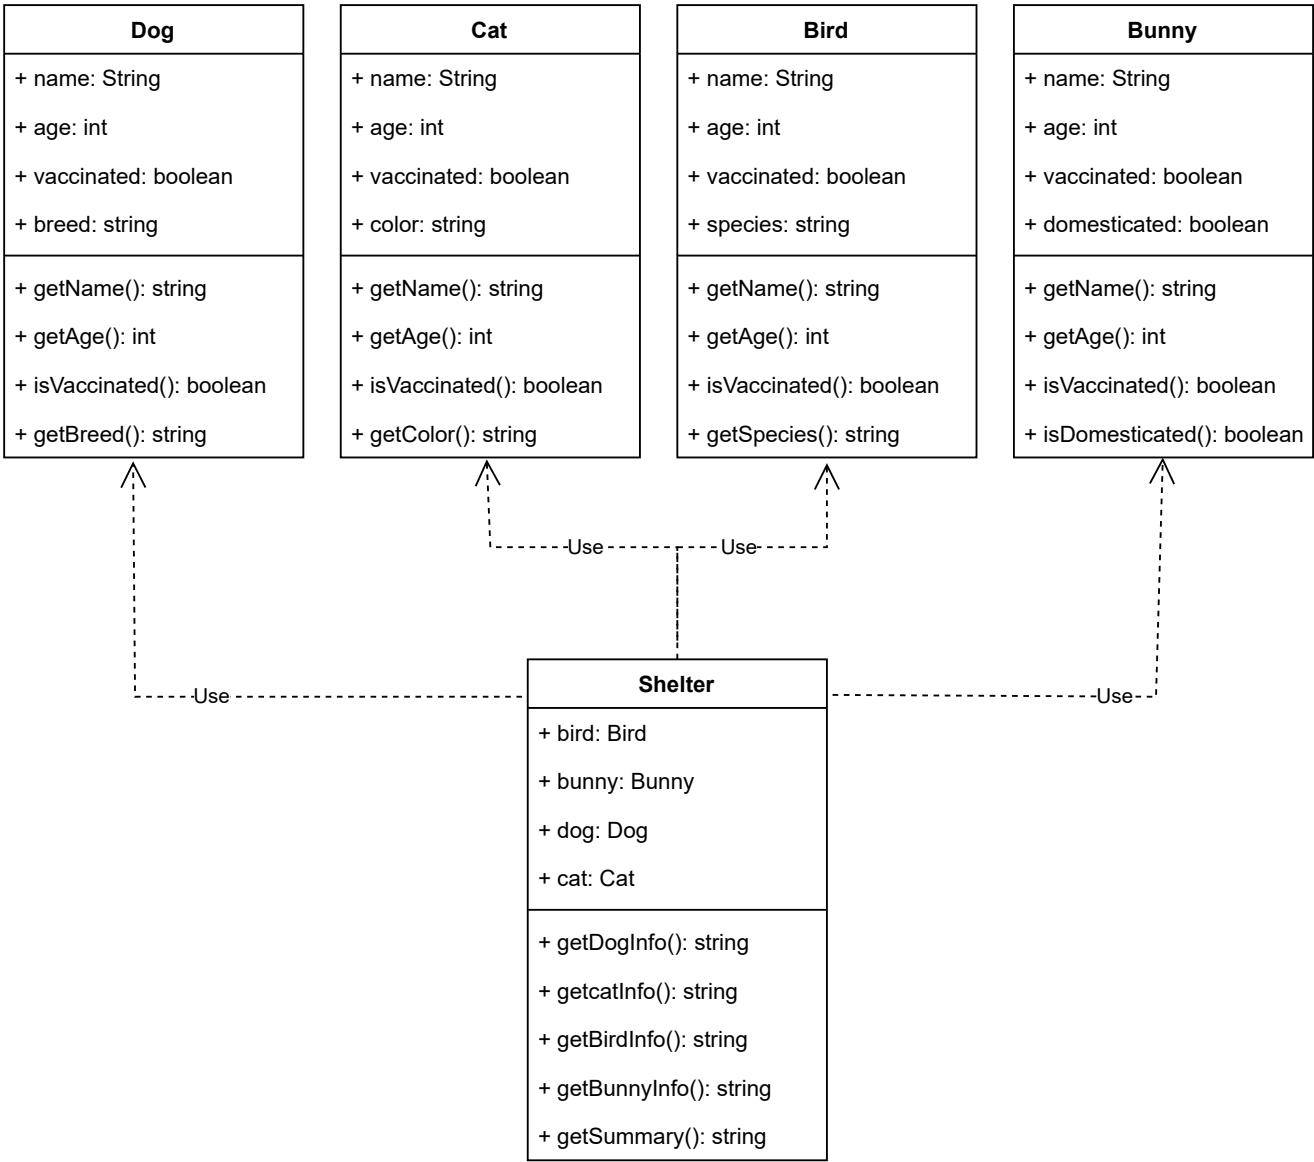 Dog
+ name: String
+ age: int
+ vaccinated: boolean
+ breed: string
+ getName(): string
+ getAge(): int
+ isVaccinated(): boolean
+ getBreed(): string
Cat
+ name: String
+ age: int
+ vaccinated: boolean
+ color: string
+ getName(): string
+ getAge(): int
+ isVaccinated(): boolean
+ getColor(): string
Bird
+ name: String
+ age: int
+ vaccinated: boolean
+ species: string
+ getName(): string
+ getAge(): int
+ isVaccinated(): boolean
+ getSpecies(): string
Bunny
+ name: String
+ age: int
+ vaccinated: boolean
+ domesticated: boolean
+ getName(): string
+ getAge(): int
+ isVaccinated(): boolean
+ isDomesticated(): boolean
Use
Use
Use
Use
Shelter
+ bird: Bird
+ bunny: Bunny
+ dog: Dog
+ cat: Cat
+ getDogInfo(): string
+ getcatInfo(): string
+ getBirdInfo(): string
+ getBunnyInfo(): string
+ getSummary(): string